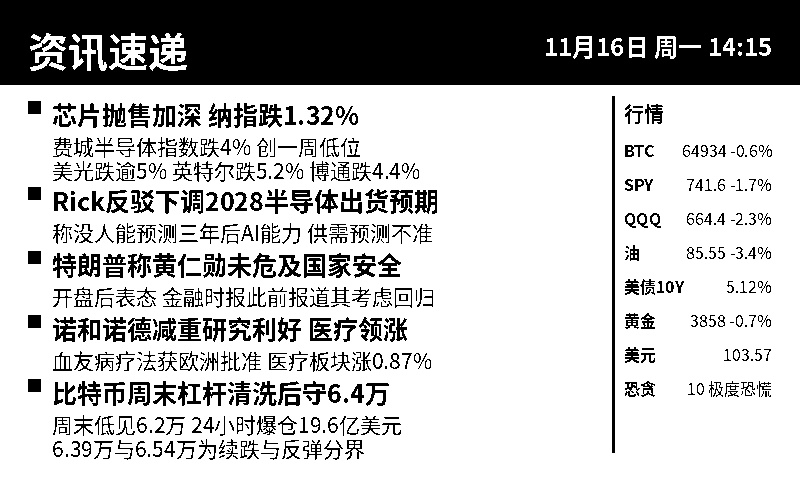 资讯速递
11月16日 周一 14:15
芯片抛售加深 纳指跌1.32%
费城半导体指数跌4% 创一周低位
美光跌逾5% 英特尔跌5.2% 博通跌4.4%
Rick反驳下调2028半导体出货预期
称没人能预测三年后AI能力 供需预测不准
特朗普称黄仁勋未危及国家安全
开盘后表态 金融时报此前报道其考虑回归
诺和诺德减重研究利好 医疗领涨
血友病疗法获欧洲批准 医疗板块涨0.87%
比特币周末杠杆清洗后守6.4万
周末低见6.2万 24小时爆仓19.6亿美元
6.39万与6.54万为续跌与反弹分界
行情
BTC 64934 -0.6%
SPY 741.6 -1.7%
QQQ 664.4 -2.3%
油 85.55 -3.4%
美债10Y 5.12%
黄金 3858 -0.7%
美元 103.57
恐贪 10 极度恐慌